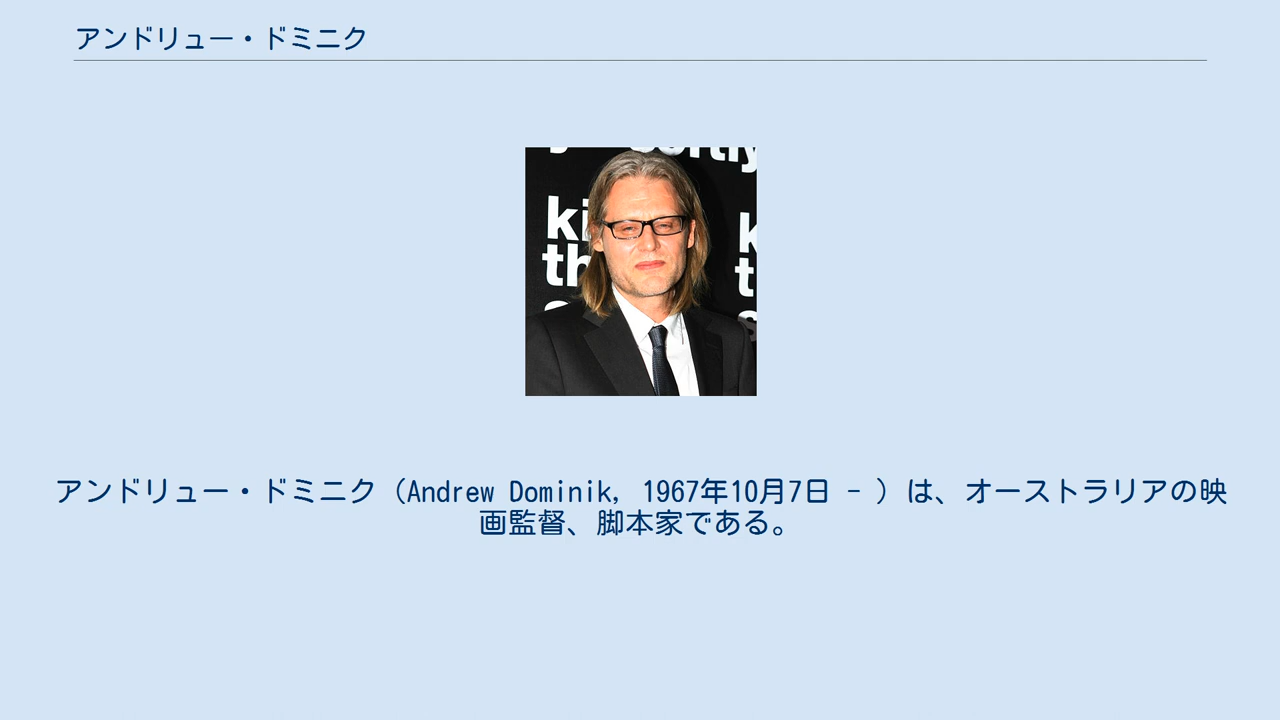 アンドリュー・ドミニク
ki
th
k
t
アンドリュー・ドミニク（Andrew Dominik, 1967年10月7日 - ）は、オーストラリアの映
画監督、脚本家である。